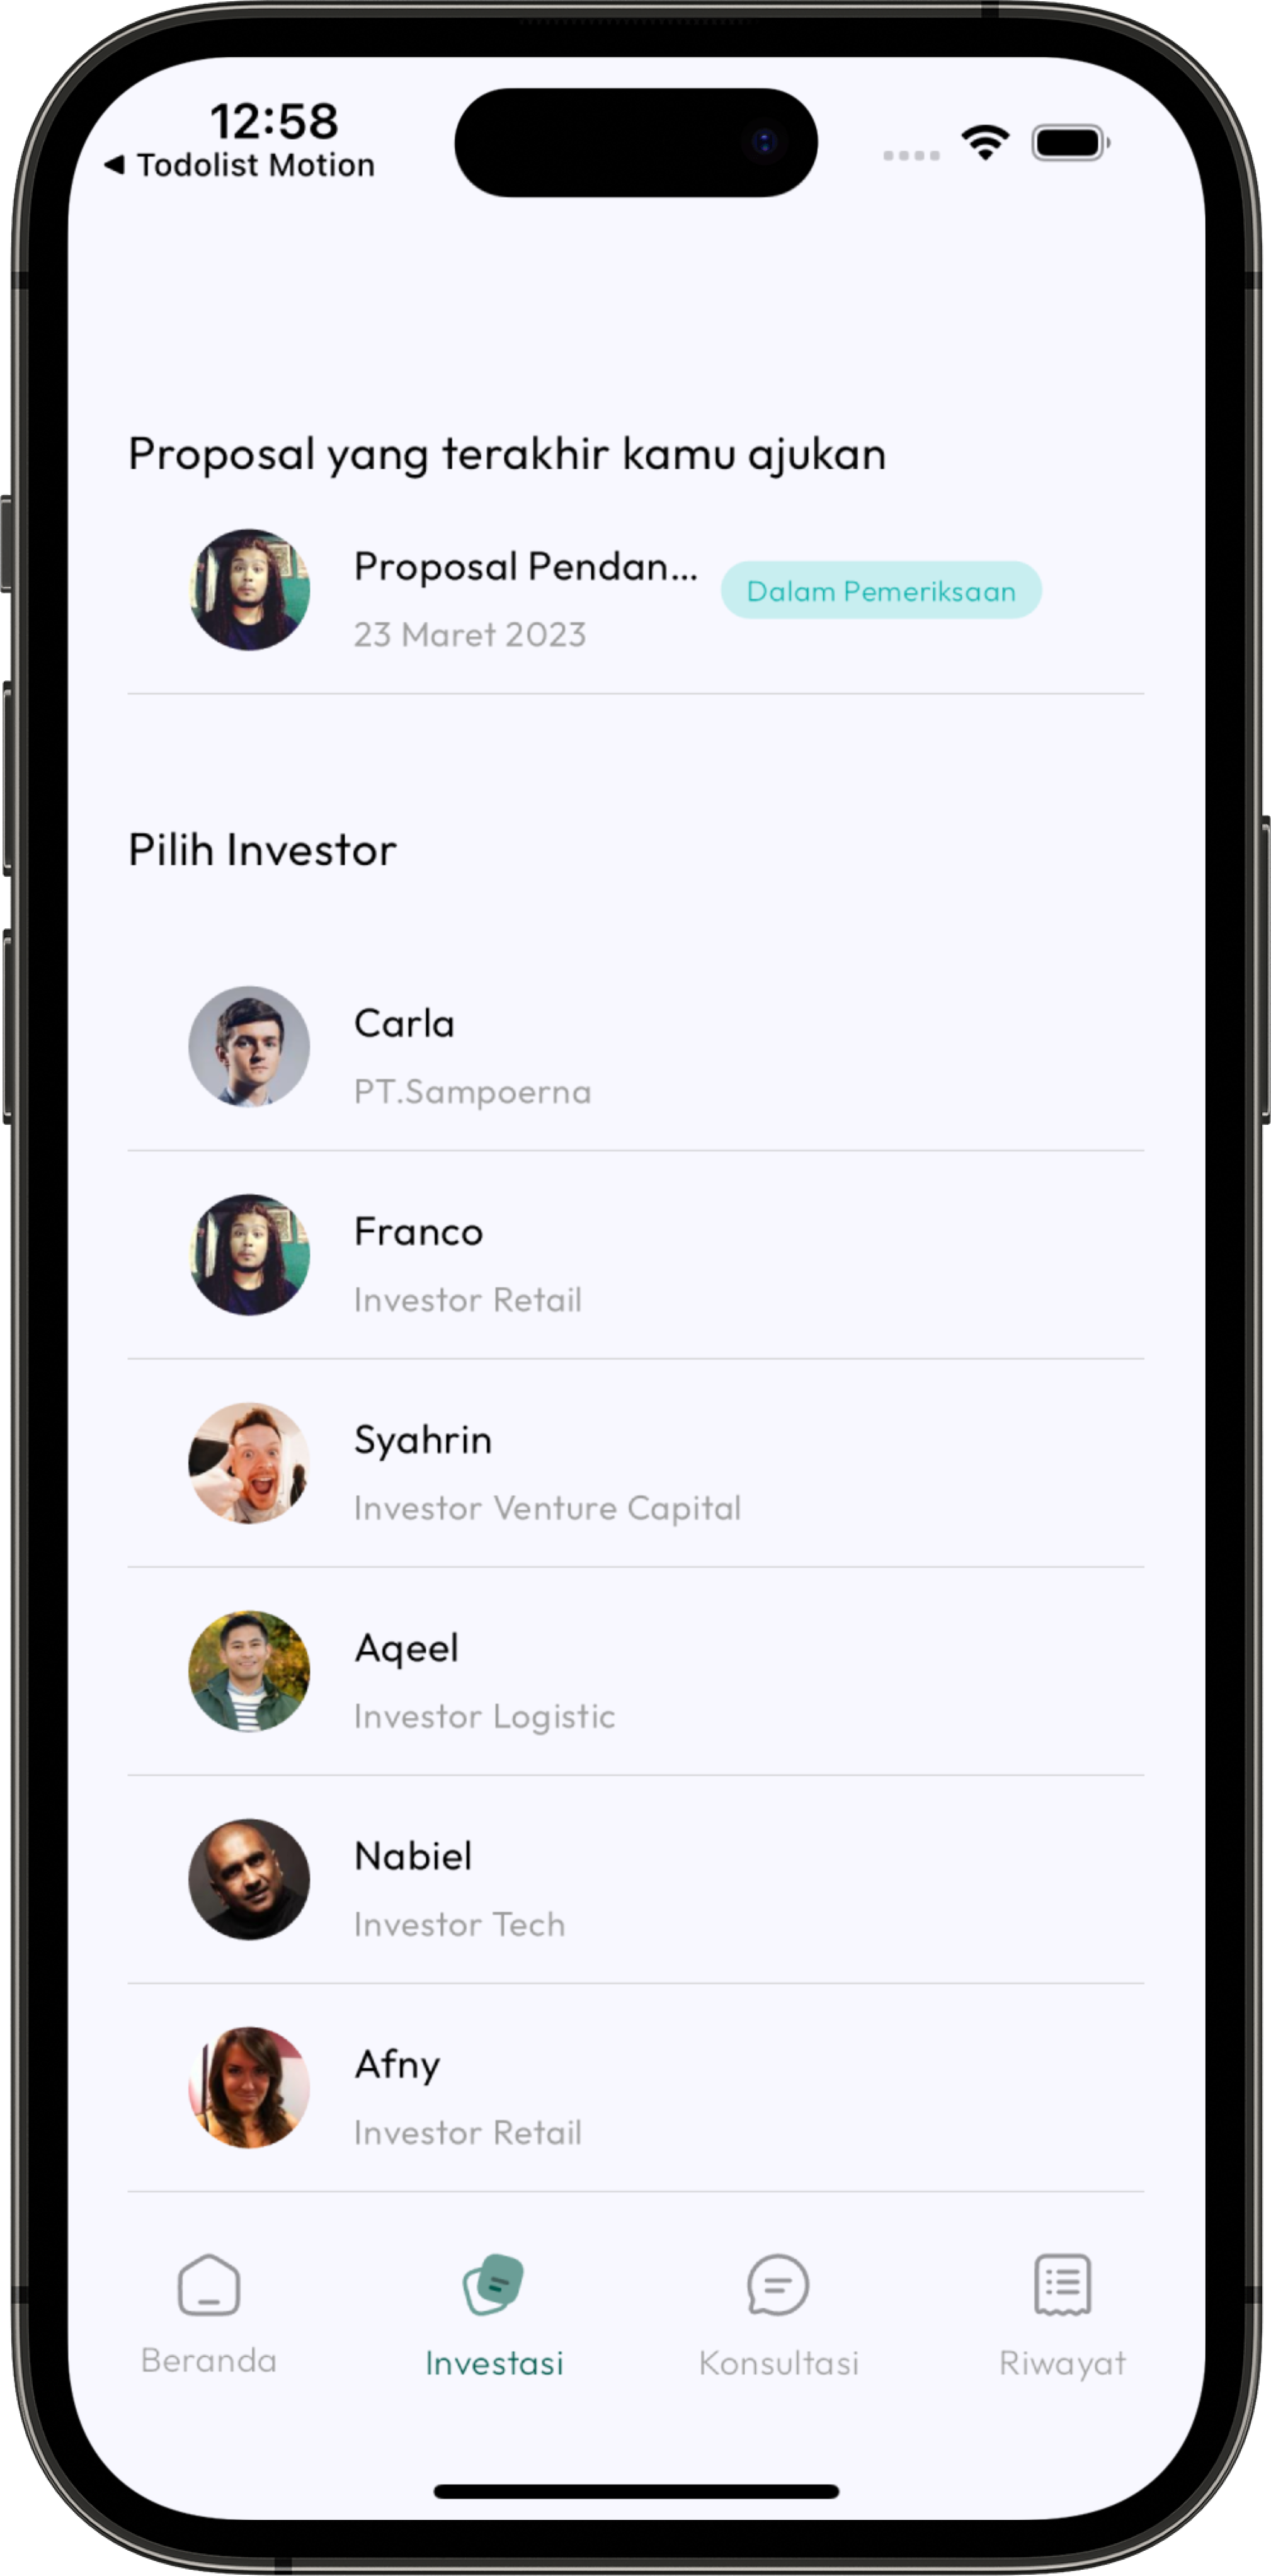 12:58
◀ Todolist Motion
Proposal yang terakhir kamu ajukan
Proposal Pendan...
Dalam Pemeriksaan
23 Maret 2023
Pilih Investor
Carla
PT.Sampoerna
Franco
Investor Retail
Syahrin
Investor Venture Capital
Aqeel
Investor Logistic
Nabiel
Investor Tech
Afny
Investor Retail
Beranda
Investasi
Konsultasi
Riwayat